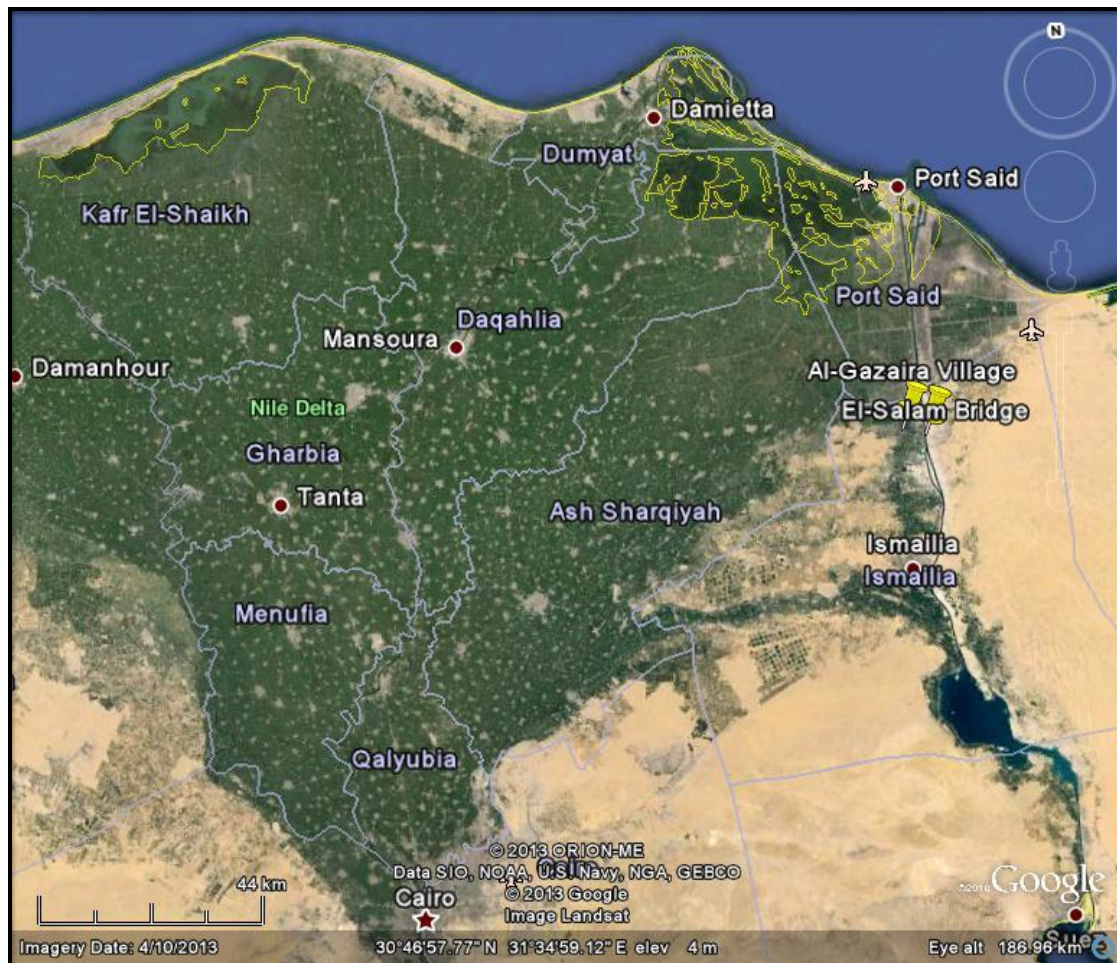 N
Damietta
Dumyat
Port Said
Kafr El-Shaikh
Port Said
Daqahlia
Mansoura
Damanhour
Al-Gazaira Village
Nile Delta
El-Salam Bridge
Gharbia
Tanta
Ash Sharqiyah
Ismailia
Ismailia
Menufia
Qalyubia
© 2013 ORION-ME
Data SIO, NOAA, U.S. Navy, NGA, GEBCO
© 2013 Google
Image Landsat
44 km
Cairo
©2010 Google
Suez
Imagery Date: 4/10/2013 30°46'57.77" N 31°34'59.12" E elev 4 m Eye alt 186.96 km